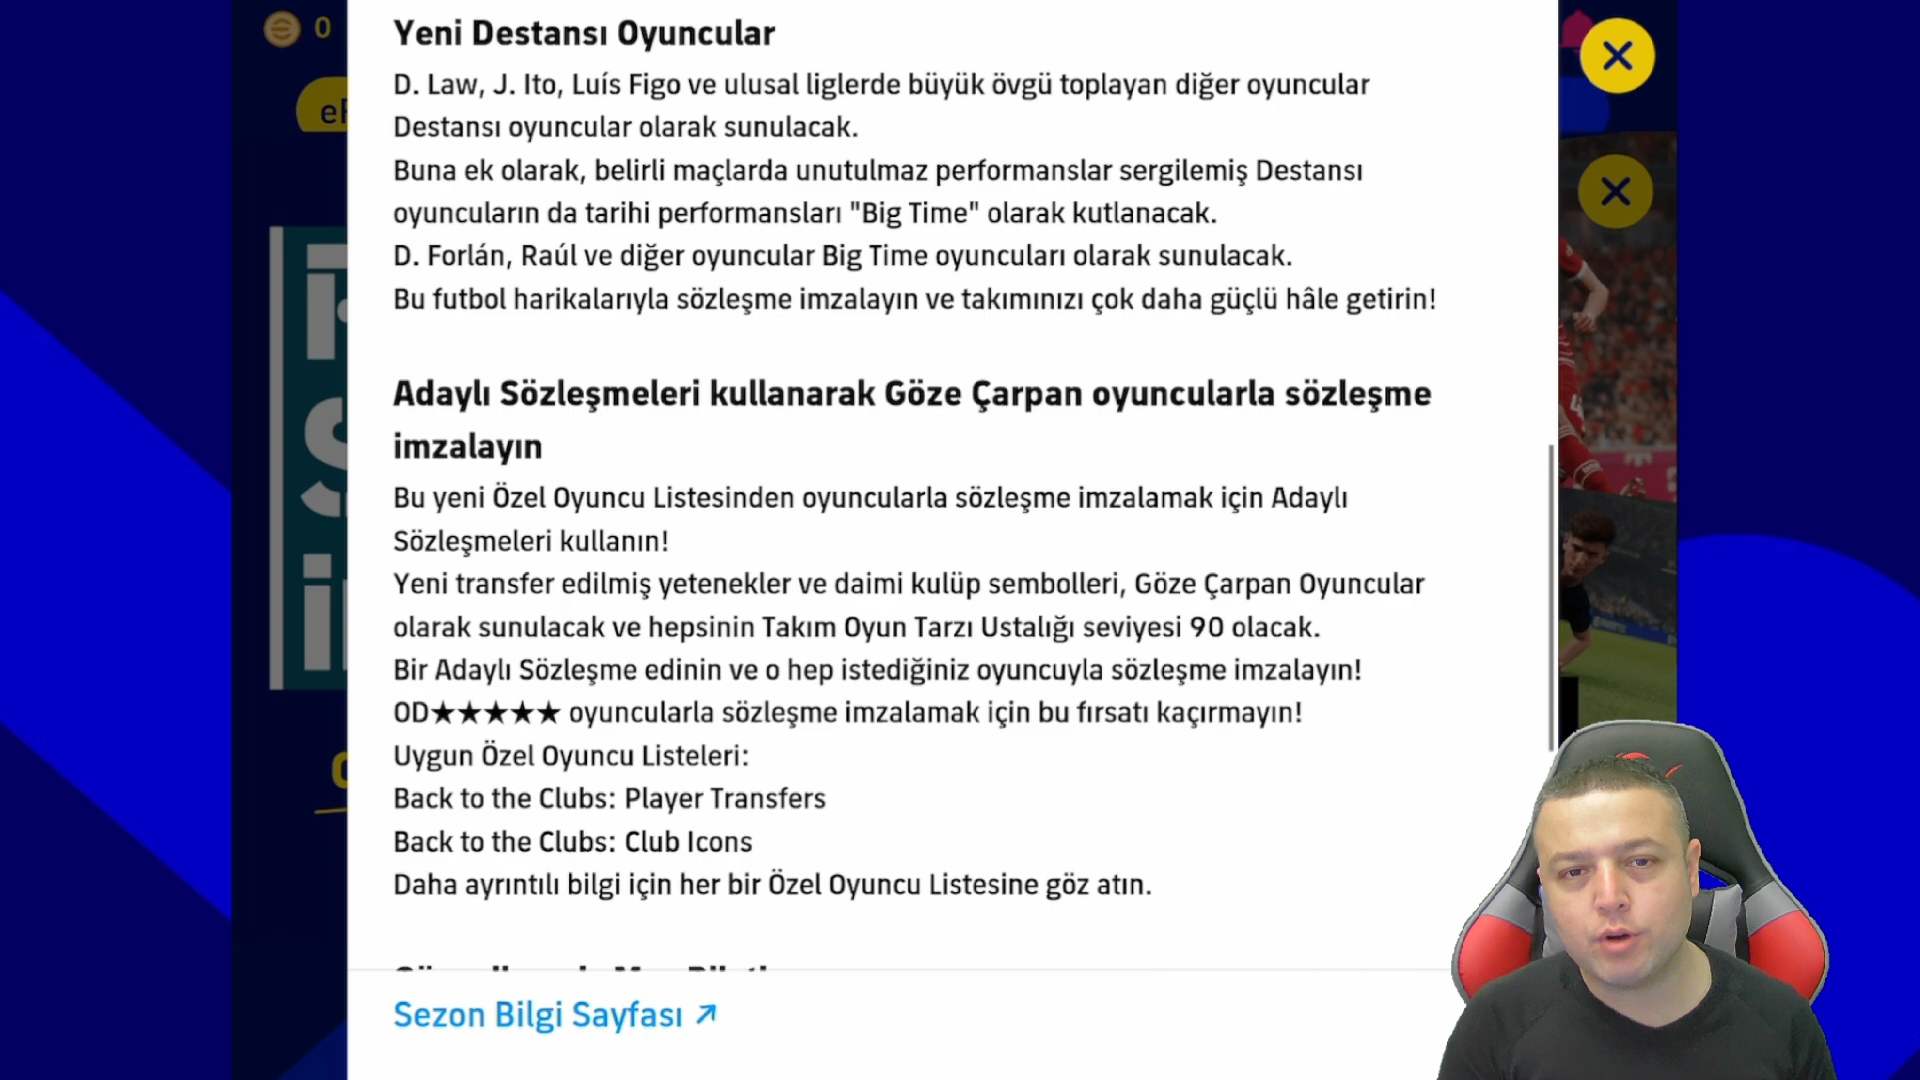 0
Yeni Destansı Oyuncular
D. Law, J. Ito, Luís Figo ve ulusal liglerde büyük övgü toplayan diğer oyuncular
Destansı oyuncular olarak sunulacak.
Buna ek olarak, belirli maçlarda unutulmaz performanslar sergilemiş Destansı
oyuncuların da tarihi performansları "Big Time" olarak kutlanacak.
D. Forlán, Raúl ve diğer oyuncular Big Time oyuncuları olarak sunulacak.
Bu futbol harikalarıyla sözleşme imzalayın ve takımınızı çok daha güçlü hâle getirin!
Adaylı Sözleşmeleri kullanarak Göze Çarpan oyuncularla sözleşme
imzalayın
Bu yeni Özel Oyuncu Listesinden oyuncularla sözleşme imzalamak için Adaylı
Sözleşmeleri kullanın!
Yeni transfer edilmiş yetenekler ve daimi kulüp sembolleri, Göze Çarpan Oyuncular
olarak sunulacak ve hepsinin Takım Oyun Tarzı Ustalığı seviyesi 90 olacak.
Bir Adaylı Sözleşme edinin ve o hep istediğiniz oyuncuyla sözleşme imzalayın!
OD★★★★★ oyuncularla sözleşme imzalamak için bu fırsatı kaçırmayın!
Uygun Özel Oyuncu Listeleri:
Back to the Clubs: Player Transfers
Back to the Clubs: Club Icons
Daha ayrıntılı bilgi için her bir Özel Oyuncu Listesine göz atın.
Sezon Bilgi Sayfası ↗